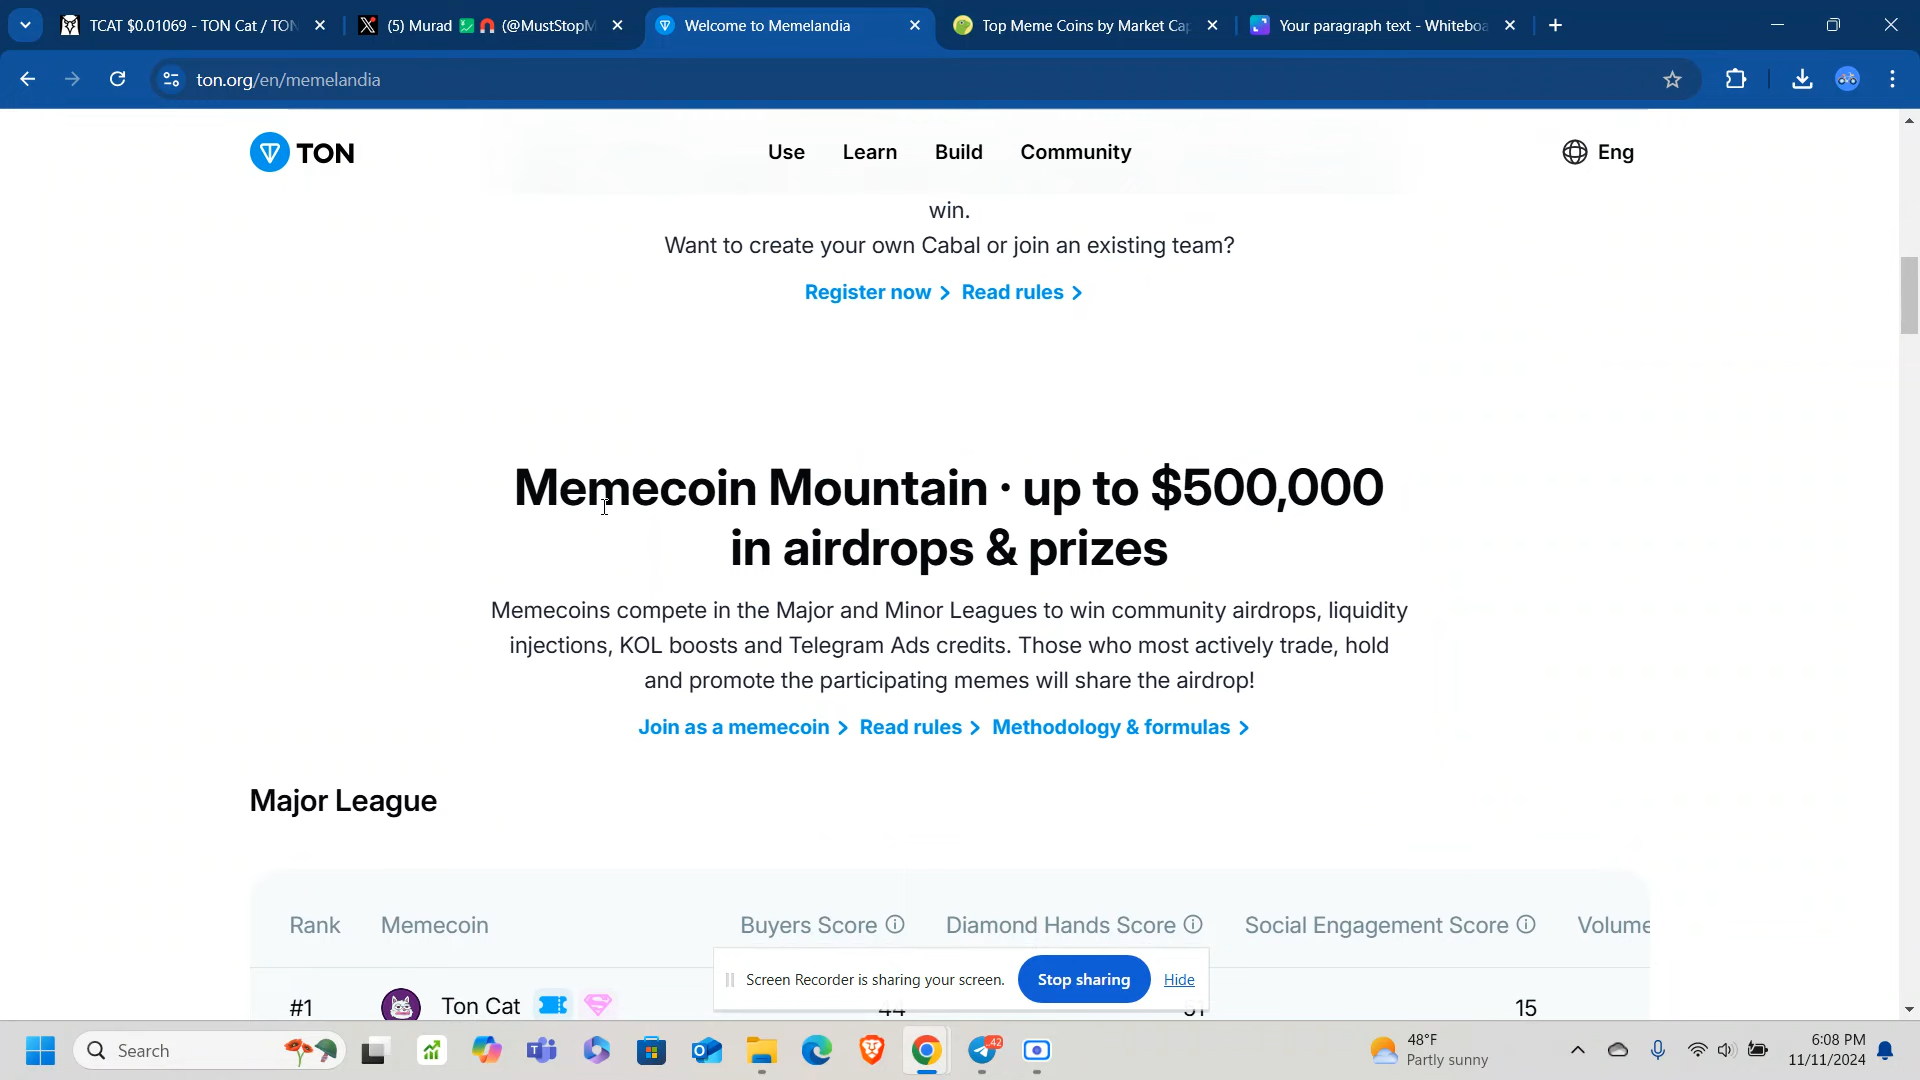 TCAT $0.01069 - TON Cat / TON
(5) Murad 💹🧲 (@MustStopM
Welcome to Memelandia
Top Meme Coins by Market Cap
Your paragraph text - Whiteboa
ton.org/en/memelandia
TON
Use
Learn
Build
Community
Eng
win.
Want to create your own Cabal or join an existing team?
Register now > Read rules >
Memecoin Mountain · up to $500,000
in airdrops & prizes
Memecoins compete in the Major and Minor Leagues to win community airdrops, liquidity
injections, KOL boosts and Telegram Ads credits. Those who most actively trade, hold
and promote the participating memes will share the airdrop!
Join as a memecoin > Read rules > Methodology & formulas >
Major League
Rank Memecoin Buyers Score Diamond Hands Score Social Engagement Score Volume
Screen Recorder is sharing your screen.
Stop sharing
Hide
#1 Ton Cat 44 51 15
Search
42
48°F
Partly sunny
6:08 PM
11/11/2024